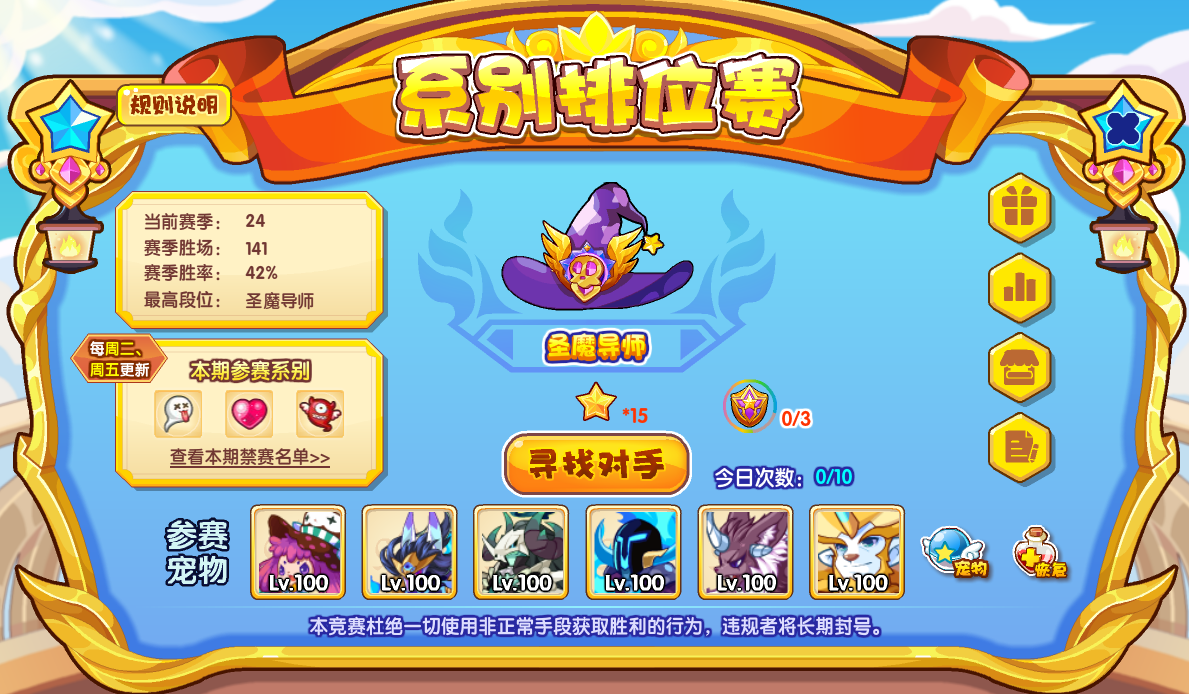 系别排位赛
规则说明
当前赛季： 24
赛季胜场： 141
赛季胜率： 42%
最高段位： 圣魔导师
每周二、
周五更新
本期参赛系别
查看本期禁赛名单>>
圣魔导师
*15
0/3
寻找对手
今日次数： 0/10
参赛
宠物
Lv.100
Lv.100
Lv.100
Lv.100
Lv.100
Lv.100
宠物
恢复
本竞赛杜绝一切使用非正常手段获取胜利的行为，违规者将长期封号。